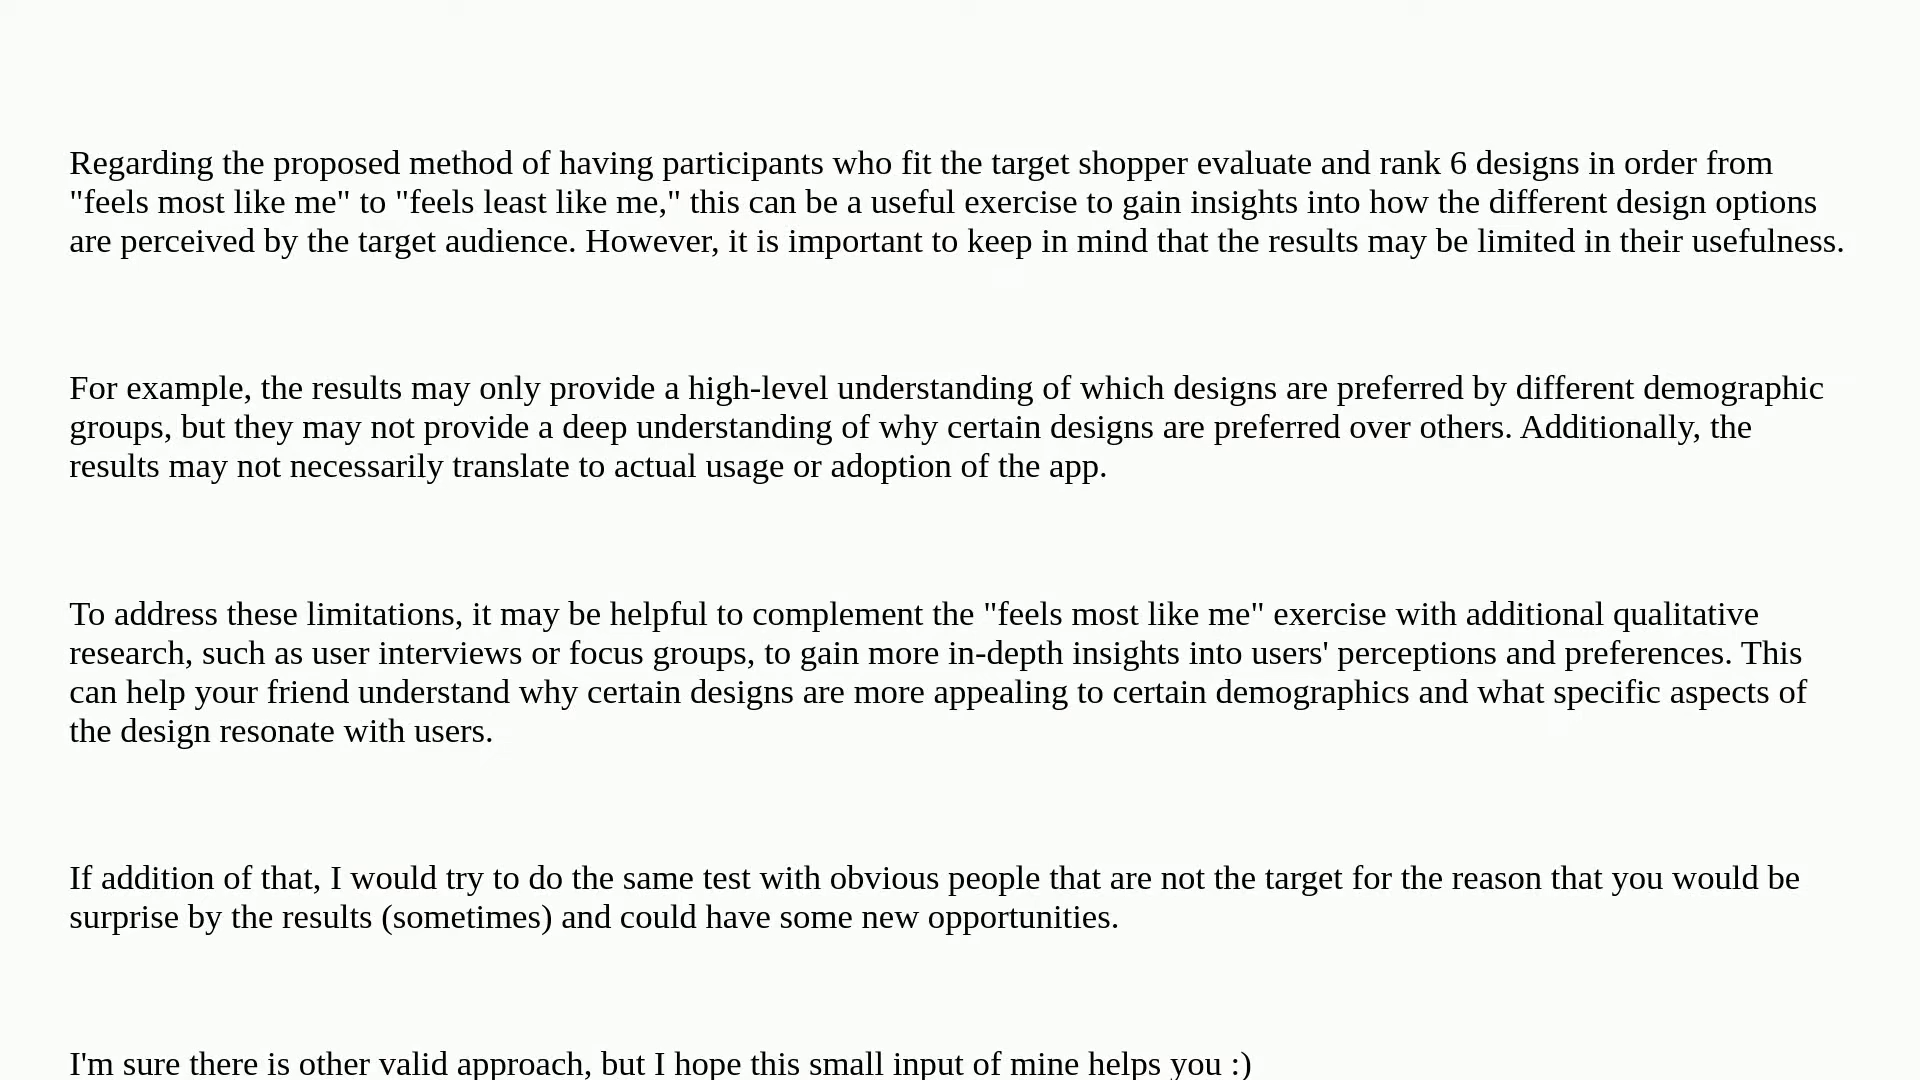 Regarding the proposed method of having participants who fit the target shopper evaluate and rank 6 designs in order from
"feels most like me" to "feels least like me," this can be a useful exercise to gain insights into how the different design options
are perceived by the target audience. However, it is important to keep in mind that the results may be limited in their usefulness.
For example, the results may only provide a high-level understanding of which designs are preferred by different demographic
groups, but they may not provide a deep understanding of why certain designs are preferred over others. Additionally, the
results may not necessarily translate to actual usage or adoption of the app.
To address these limitations, it may be helpful to complement the "feels most like me" exercise with additional qualitative
research, such as user interviews or focus groups, to gain more in-depth insights into users' perceptions and preferences. This
can help your friend understand why certain designs are more appealing to certain demographics and what specific aspects of
the design resonate with users.
If addition of that, I would try to do the same test with obvious people that are not the target for the reason that you would be
surprise by the results (sometimes) and could have some new opportunities.
I'm sure there is other valid approach, but I hope this small input of mine helps you :)